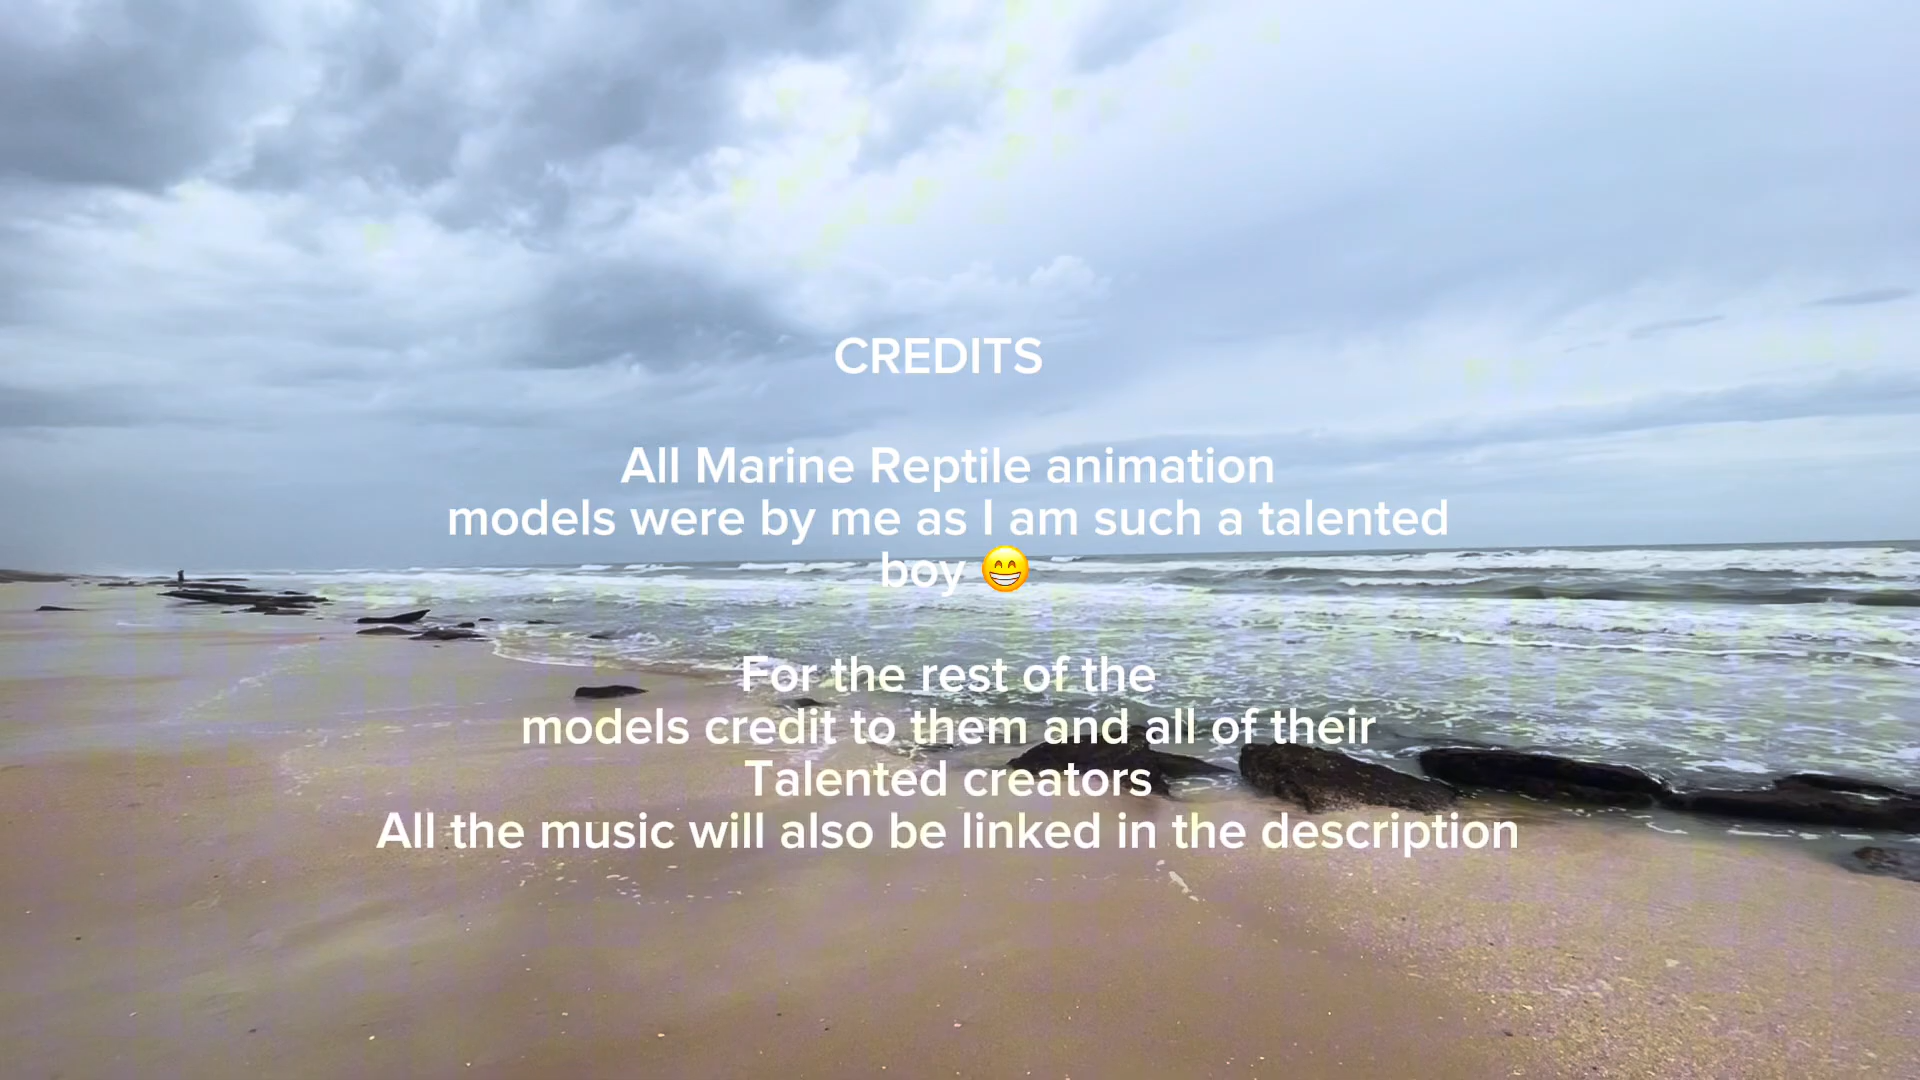 CREDITS
All Marine Reptile animation
models were by me as I am such a talented
boy 😁
For the rest of the
models credit to them and all of their
Talented creators
All the music will also be linked in the description